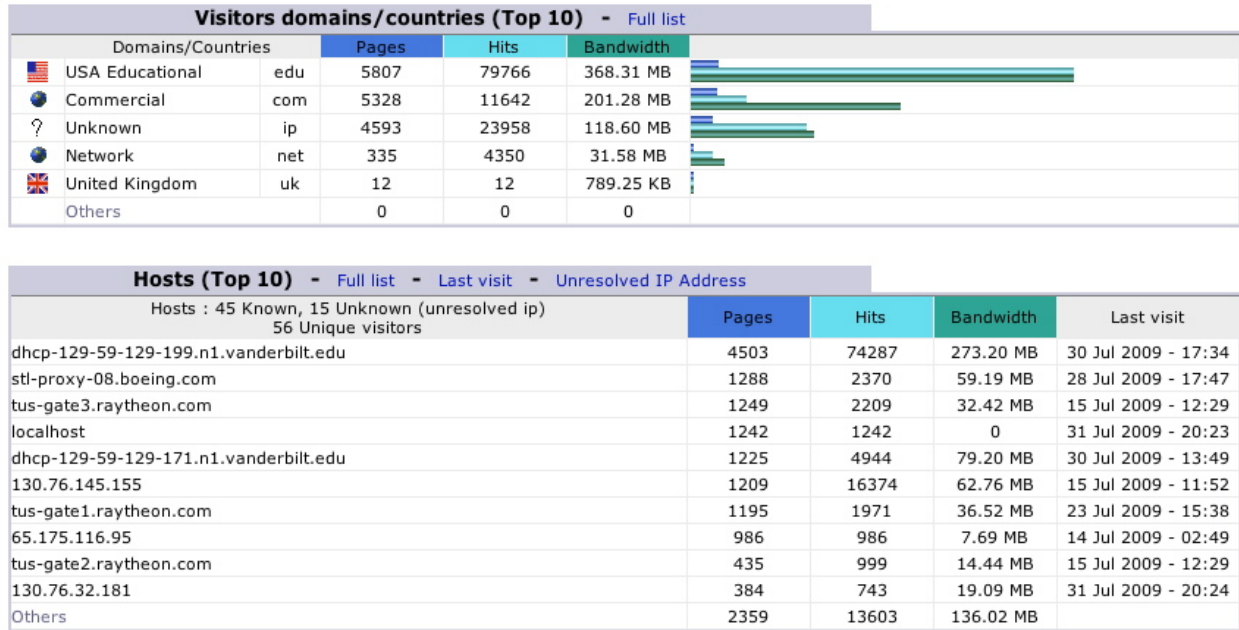 Visitors domains/countries (Top 10) - Full list
Domains/Countries Pages Hits Bandwidth
USA Educational edu 5807 79766 368.31 MB
Commercial com 5328 11642 201.28 MB
? Unknown ip 4593 23958 118.60 MB
Network net 335 4350 31.58 MB
United Kingdom uk 12 12 789.25 KB
Others 0 0 0
Hosts (Top 10) - Full list - Last visit - Unresolved IP Address
Hosts : 45 Known, 15 Unknown (unresolved ip)
56 Unique visitors
Pages Hits Bandwidth Last visit
dhcp-129-59-129-199.n1.vanderbilt.edu 4503 74287 273.20 MB 30 Jul 2009 - 17:34
stl-proxy-08.boeing.com 1288 2370 59.19 MB 28 Jul 2009 - 17:47
tus-gate3.raytheon.com 1249 2209 32.42 MB 15 Jul 2009 - 12:29
localhost 1242 1242 0 31 Jul 2009 - 20:23
dhcp-129-59-129-171.n1.vanderbilt.edu 1225 4944 79.20 MB 30 Jul 2009 - 13:49
130.76.145.155 1209 16374 62.76 MB 15 Jul 2009 - 11:52
tus-gate1.raytheon.com 1195 1971 36.52 MB 23 Jul 2009 - 15:38
65.175.116.95 986 986 7.69 MB 14 Jul 2009 - 02:49
tus-gate2.raytheon.com 435 999 14.44 MB 15 Jul 2009 - 12:29
130.76.32.181 384 743 19.09 MB 31 Jul 2009 - 20:24
Others 2359 13603 136.02 MB